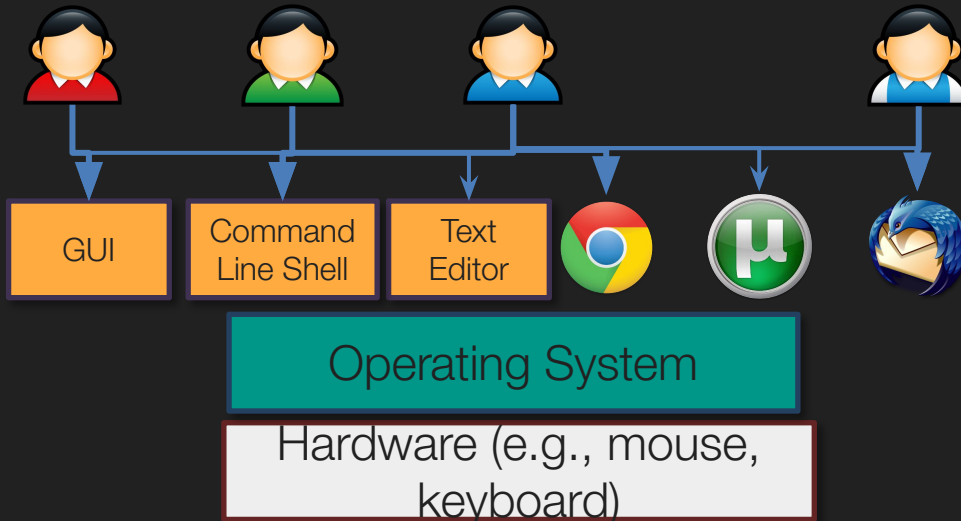 GUI
Command
Line Shell
Text
Editor
µ
Operating System
Hardware (e.g., mouse,
keyboard)